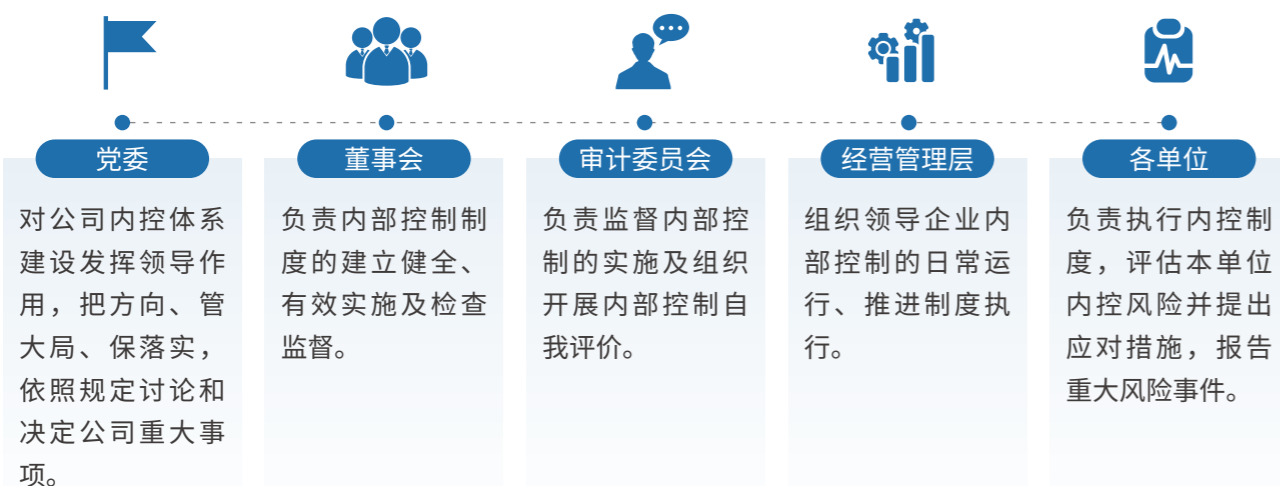 党委
对公司内控体系
建设发挥领导作
用，把方向、管
大局、保落实，
依照规定讨论和
决定公司重大事
项。
董事会
负责内部控制制
度的建立健全、
有效实施及检查
监督。
审计委员会
负责监督内部控
制的实施及组织
开展内部控制自
我评价。
经营管理层
组织领导企业内
部控制的日常运
行、推进制度执
行。
各单位
负责执行内控制
度，评估本单位
内控风险并提出
应对措施，报告
重大风险事件。